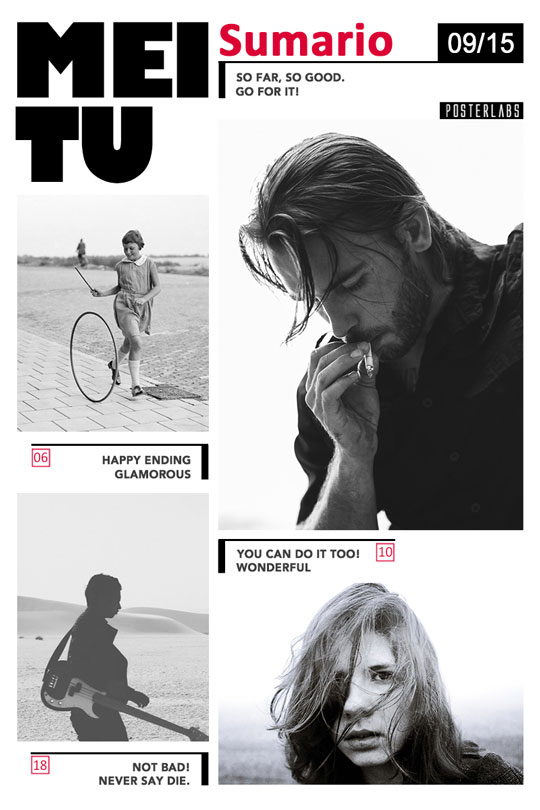 MEI
TU
Sumario
09/15
SO FAR, SO GOOD.
GO FOR IT!
POSTERLABS
06
HAPPY ENDING
GLAMOROUS
YOU CAN DO IT TOO!
10
WONDERFUL
18
NOT BAD!
NEVER SAY DIE.